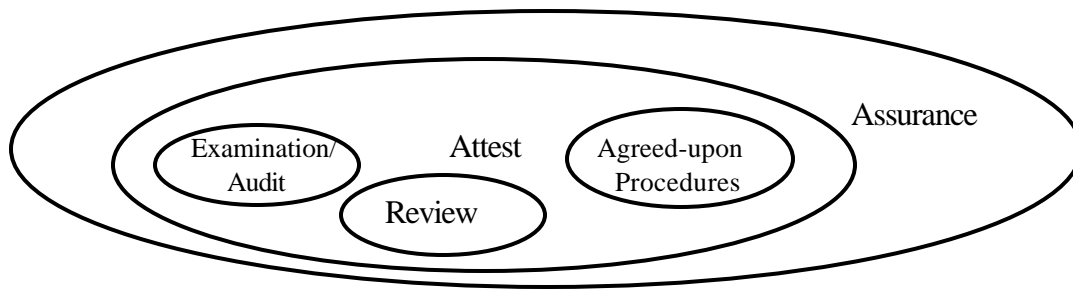 Assurance
Attest
Examination/
Audit
Review
Agreed-upon
Procedures